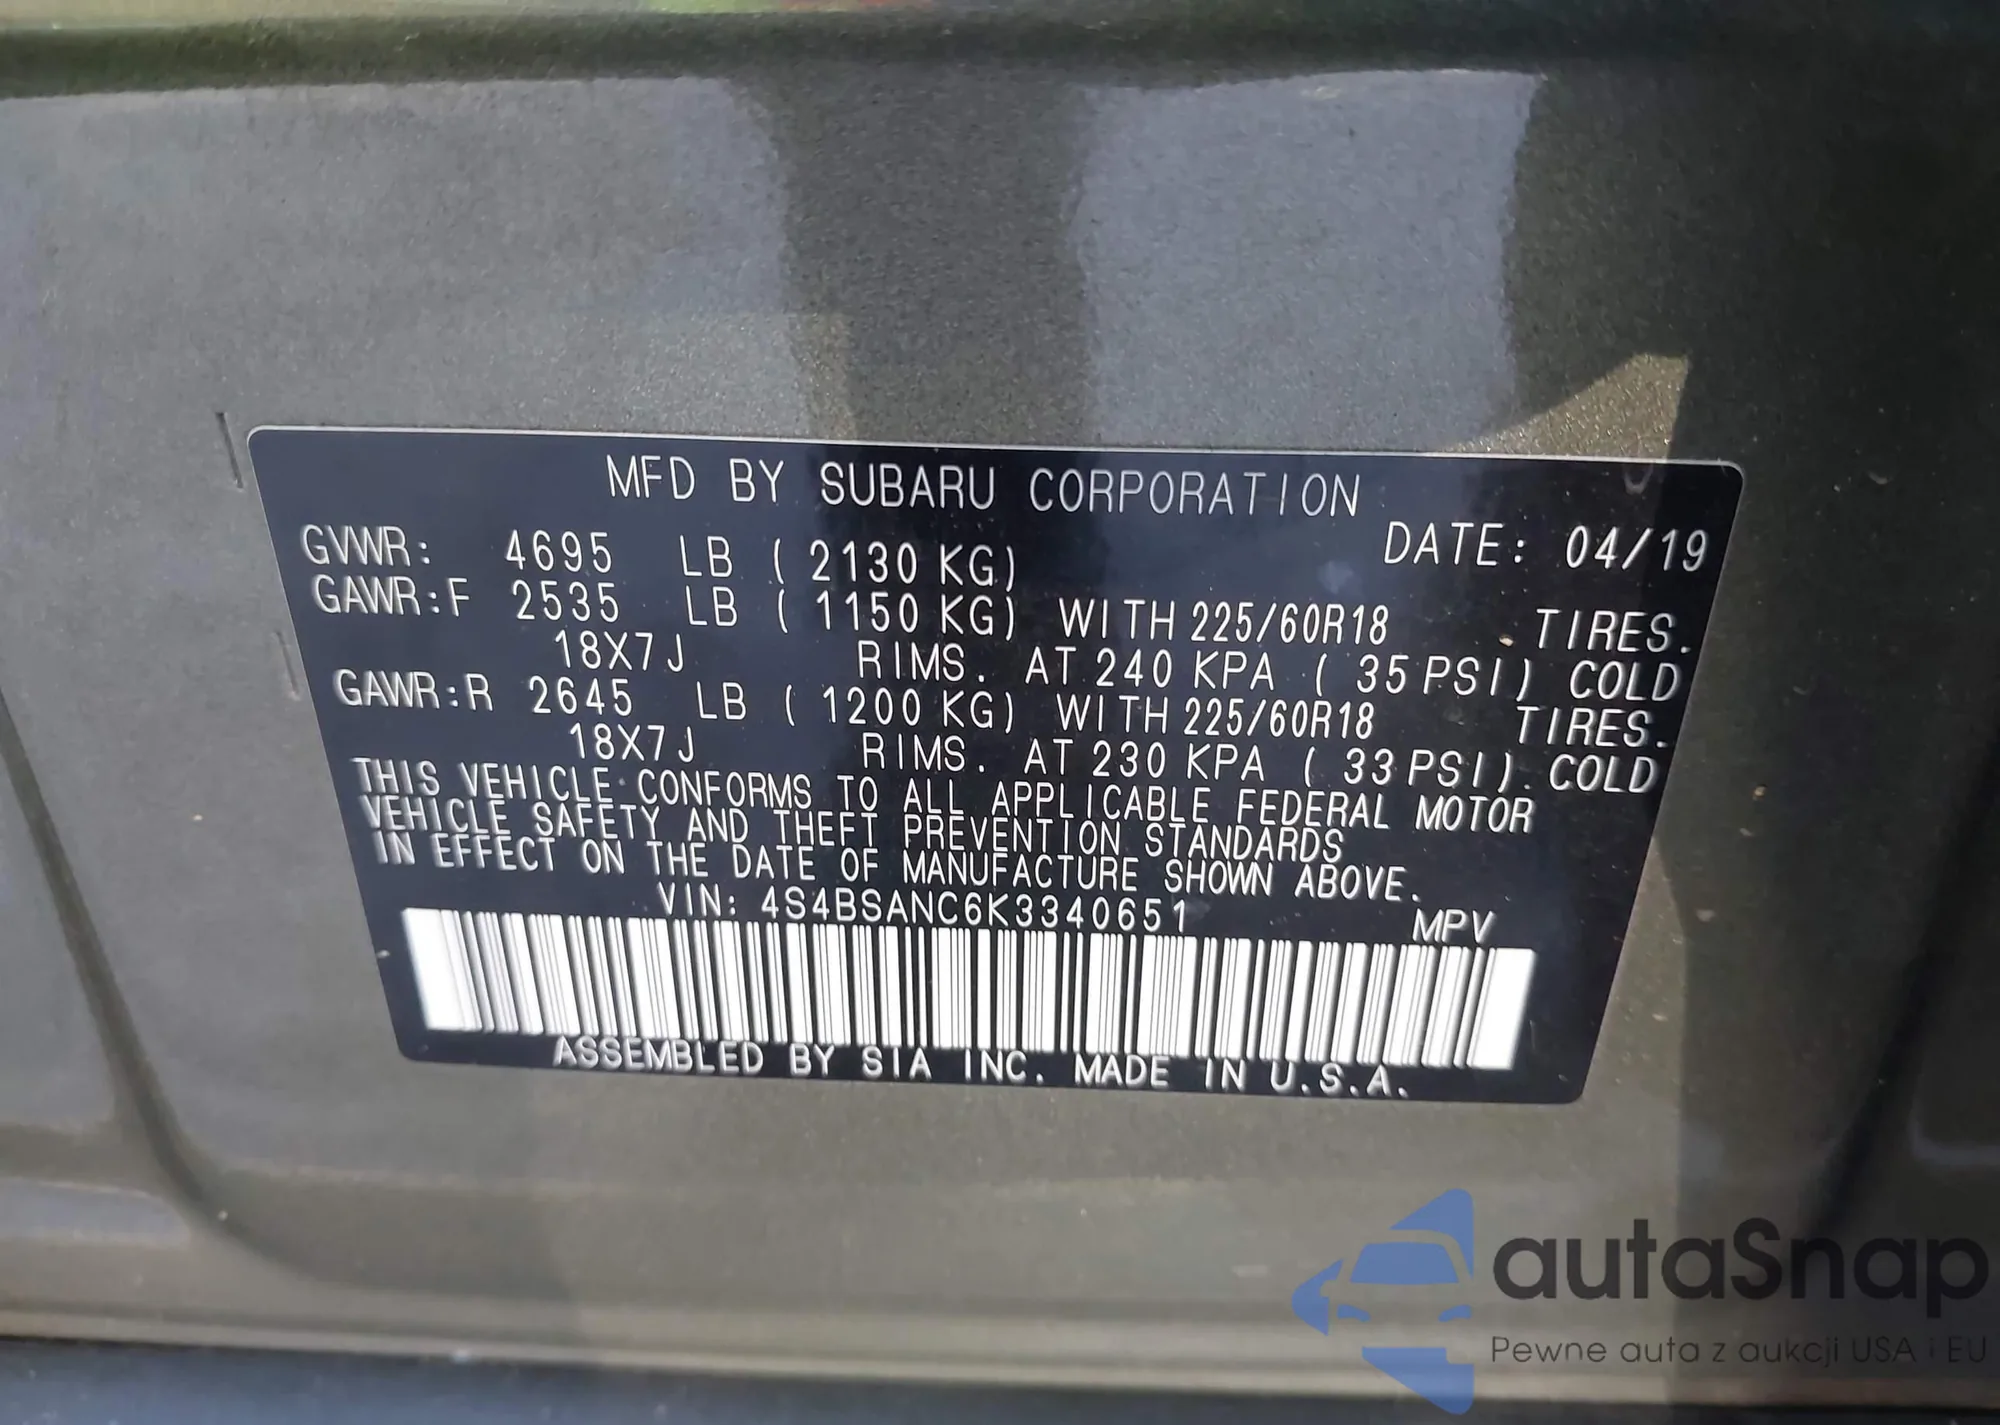 MFD BY SUBARU CORPORATION
DATE: 04/19
GVWR: 4695 LB ( 2130 KG)
GAWR:F 2535 LB ( 1150 KG) WITH 225/60R18 TIRES.
18X7J RIMS. AT 240 KPA ( 35 PSI) COLD
GAWR:R 2645 LB ( 1200 KG) WITH 225/60R18 TIRES.
18X7J RIMS. AT 230 KPA ( 33 PSI). COLD
THIS VEHICLE CONFORMS TO ALL APPLICABLE FEDERAL MOTOR
VEHICLE SAFETY AND THEFT PREVENTION STANDARDS
IN EFFECT ON THE DATE OF MANUFACTURE SHOWN ABOVE.
VIN: 4S4BSANC6K3340651 MPV
ASSEMBLED BY SIA INC. MADE IN U.S.A.
autaSnap
Pewne auta z aukcji USA i EU